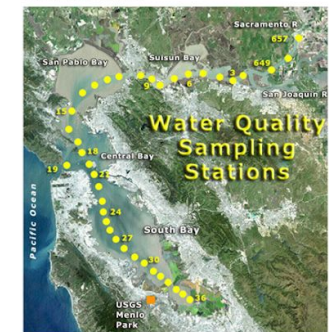 Sacramento R
657
San Pablo Bay
Suisun Bay
649
3
9
6
San Joaquin R
15
Water Quality
Sampling
Stations
18
Central Bay
19
21
Pacific Ocean
24
South Bay
27
30
36
USGS
Menlo
Park